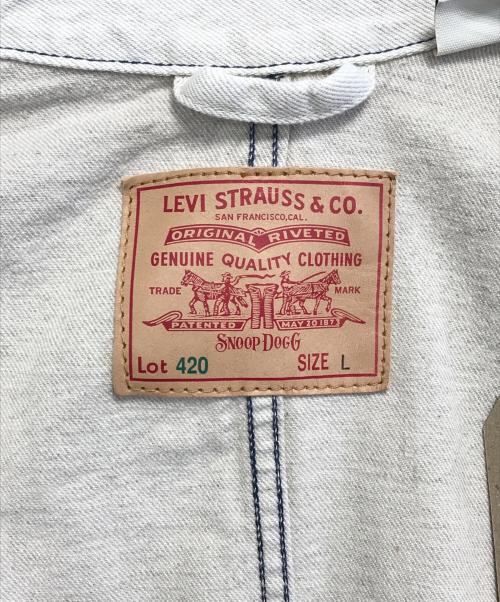 LEVI STRAUSS & CO.
SAN FRANCISCO, CAL.
ORIGINAL RIVETED
GENUINE QUALITY CLOTHING
TRADE MARK
PATENTED MAY 20 187
SNOOP DOGG
Lot 420 SIZE L